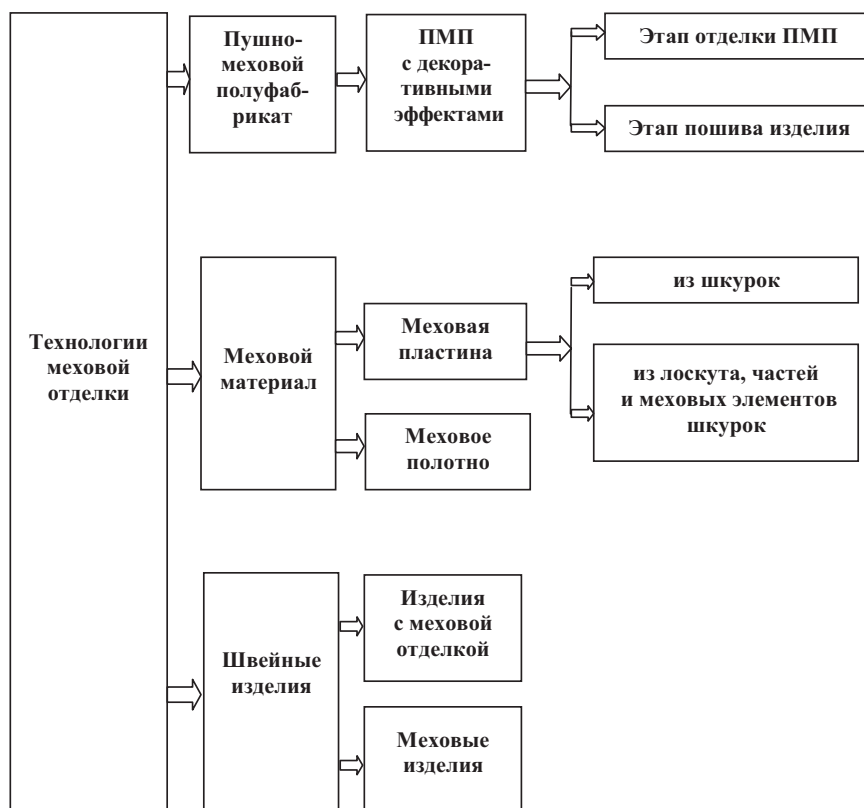 Технологии
меховой
отделки
Пушно-
меховой
полуфаб-
рикат
ПМП
с декора-
тивными
эффектами
Этап отделки ПМП
Этап пошива изделия
Меховой
материал
Меховая
пластина
из шкурок
из лоскута, частей
и меховых элементов
шкурок
Меховое
полотно
Швейные
изделия
Изделия
с меховой
отделкой
Меховые
изделия